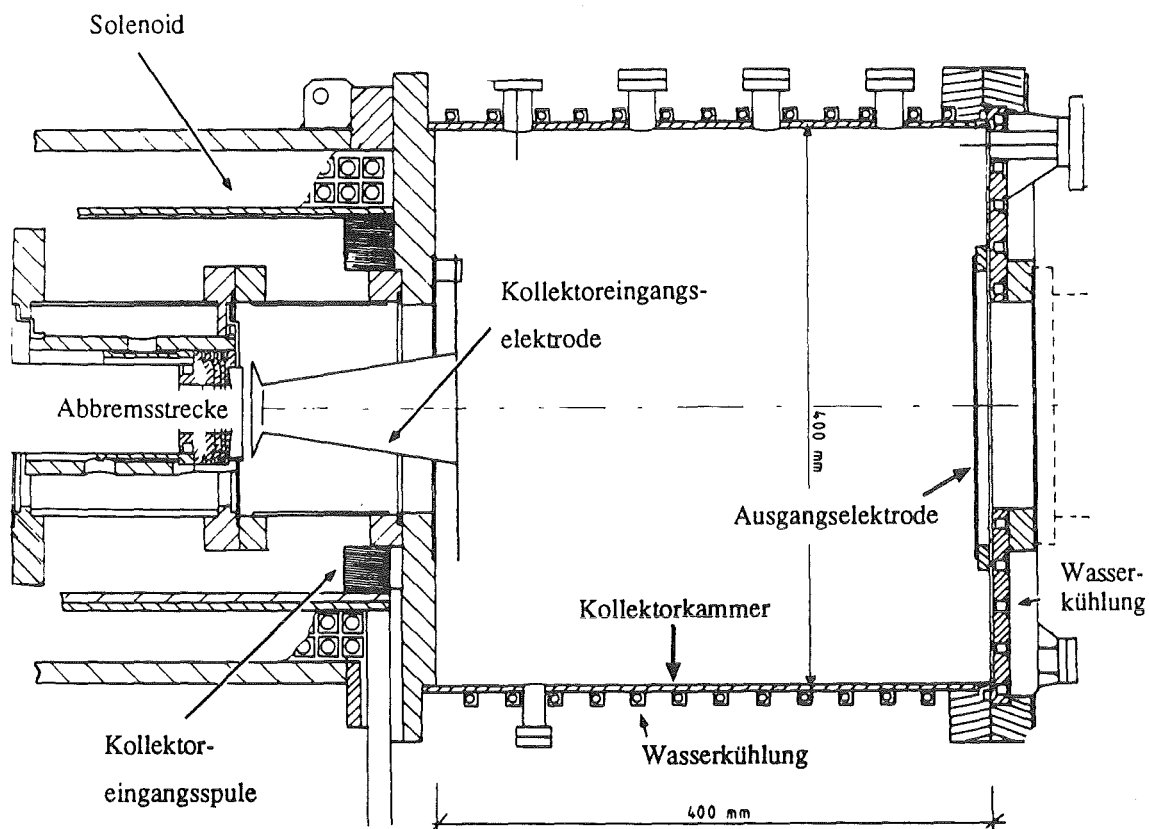 Solenoid
Kollektoreingangs-
elektrode
Abbremsstrecke
400 mm
Ausgangselektrode
Wasser-
kühlung
Kollektorkammer
Wasserkühlung
Kollektor-
eingangsspule
400 mm